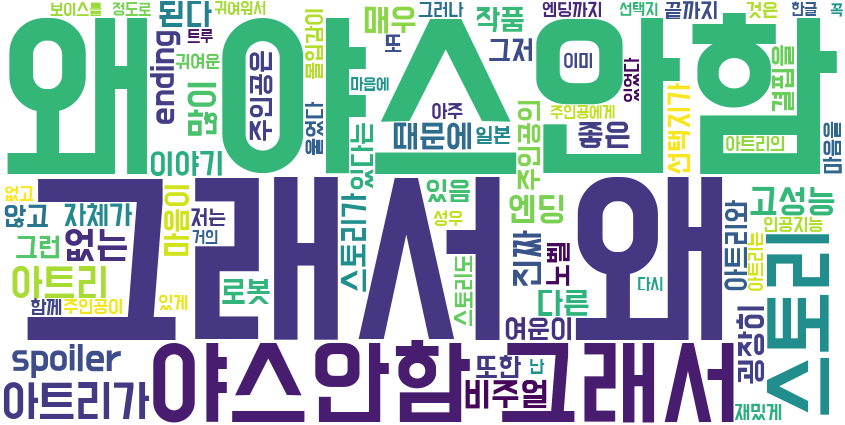 보이스를 정도로 귀여워서 된다 매우 그러나 작품 엔딩까지 선택지 끝까지 것은 한글 꼭
트루 또 그저 이미
왜 야스안함
ending 귀여운 많이 주인공은 몰입감이 울었다 마음에 아주 있었다 주인공에게 결핍을
때문에 일본 주인공의 좋은 선택지가 아트리의 마음을
이야기 있다는
그래서 왜
없고 않고 자체가 마음이 저는 거의 스토리가 있음 성우 엔딩 고성능
그런 없는 진짜 노벨 아트리와 아트리는 인공지능
아트리 로봇 스토리도 다른 다시 스토리
함께 주인공이 있게 여운이 굉장히
spoiler 야스안함 그래서
또한 난
아트리가 비주얼 재밌게